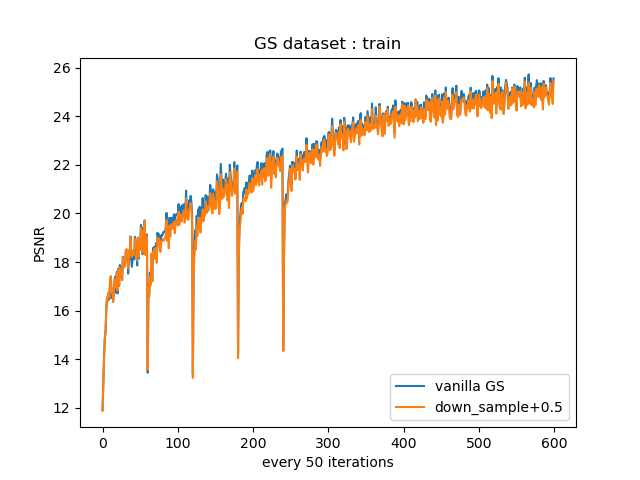 GS dataset : train
PSNR
26
24
22
20
18
16
14
12
0 100 200 300 400 500 600
every 50 iterations
vanilla GS
down_sample+0.5